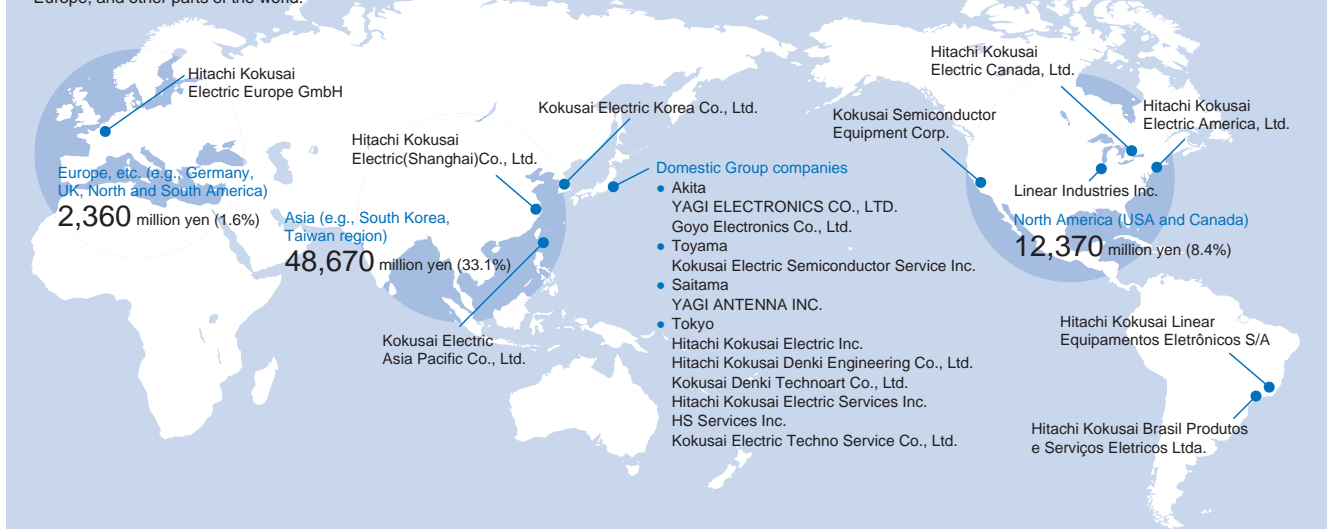 Europe, and other parts of the world.
Hitachi Kokusai
Electric Europe GmbH
Europe, etc. (e.g., Germany,
UK, North and South America)
2,360 million yen (1.6%)
Hitachi Kokusai
Electric(Shanghai)Co., Ltd.
Kokusai Electric Korea Co., Ltd.
Asia (e.g., South Korea,
Taiwan region)
48,670 million yen (33.1%)
Kokusai Electric
Asia Pacific Co., Ltd.
Domestic Group companies
• Akita
YAGI ELECTRONICS CO., LTD.
Goyo Electronics Co., Ltd.
• Toyama
Kokusai Electric Semiconductor Service Inc.
• Saitama
YAGI ANTENNA INC.
• Tokyo
Hitachi Kokusai Electric Inc.
Hitachi Kokusai Denki Engineering Co., Ltd.
Kokusai Denki Technoart Co., Ltd.
Hitachi Kokusai Electric Services Inc.
HS Services Inc.
Kokusai Electric Techno Service Co., Ltd.
Kokusai Semiconductor
Equipment Corp.
Hitachi Kokusai
Electric Canada, Ltd.
Hitachi Kokusai
Electric America, Ltd.
Linear Industries Inc.
North America (USA and Canada)
12,370 million yen (8.4%)
Hitachi Kokusai Linear
Equipamentos Eletrônicos S/A
Hitachi Kokusai Brasil Produtos
e Serviços Eletricos Ltda.